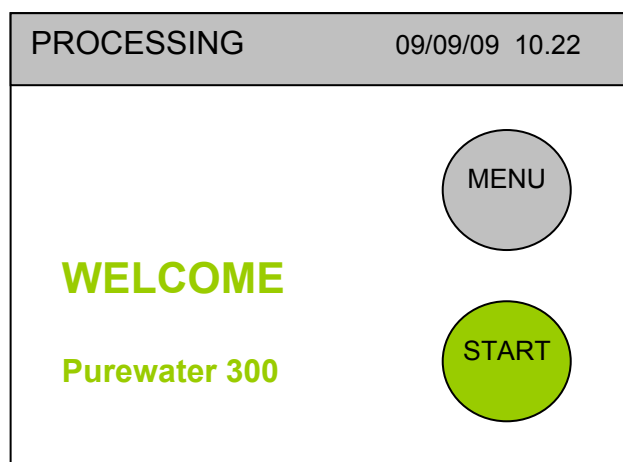 PROCESSING 09/09/09 10.22
MENU
WELCOME
START
Purewater 300